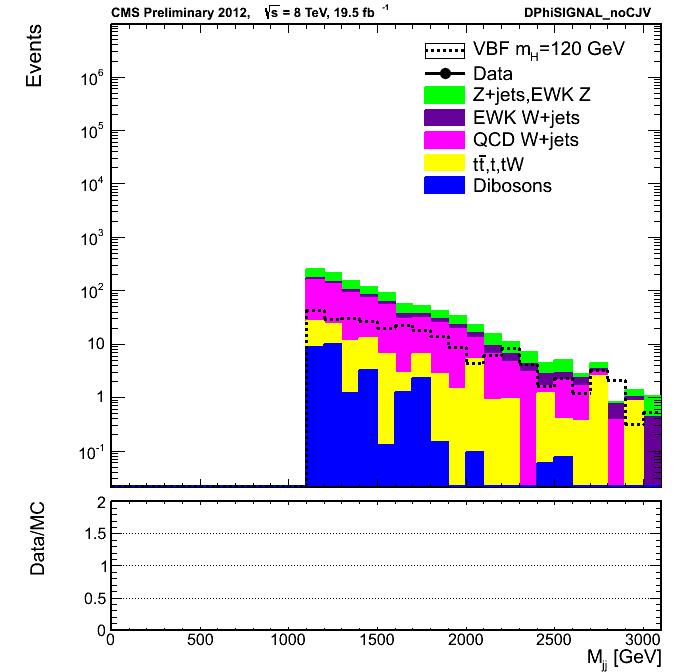 CMS Preliminary 2012, √s = 8 TeV, 19.5 fb⁻¹ DPhiSIGNAL_noCJV
Events
10⁶
10⁵
10⁴
10³
10²
10
1
10⁻¹
VBF m_H=120 GeV
Data
Z+jets,EWK Z
EWK W+jets
QCD W+jets
tt̅,t,tW
Dibosons
Data/MC
2
1.5
1
0.5
0
0 500 1000 1500 2000 2500 3000
M_jj [GeV]